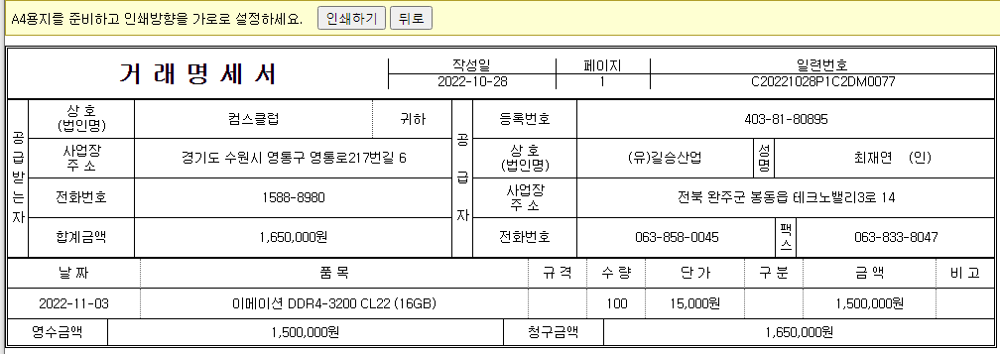 A4용지를 준비하고 인쇄방향을 가로로 설정하세요. 인쇄하기 뒤로
거 래 명 세 서
작성일 페이지 일련번호
2022-10-28 1 C20221028P1C2DM0077
공급받는자
상 호
(법인명)
컴스클럽 귀하
사업장
주 소
경기도 수원시 영통구 영통로217번길 6
전화번호 1588-8980
합계금액 1,650,000원
공급자
등록번호 403-81-80895
상 호
(법인명)
(유)길승산업
성명
최재연 (인)
사업장
주 소
전북 완주군 봉동읍 테크노밸리3로 14
전화번호 063-858-0045
팩스
063-833-8047
날 짜 품 목 규 격 수 량 단 가 구 분 금 액 비 고
2022-11-03 이메이션 DDR4-3200 CL22 (16GB) 100 15,000원 1,500,000원
영수금액 1,500,000원 청구금액 1,650,000원